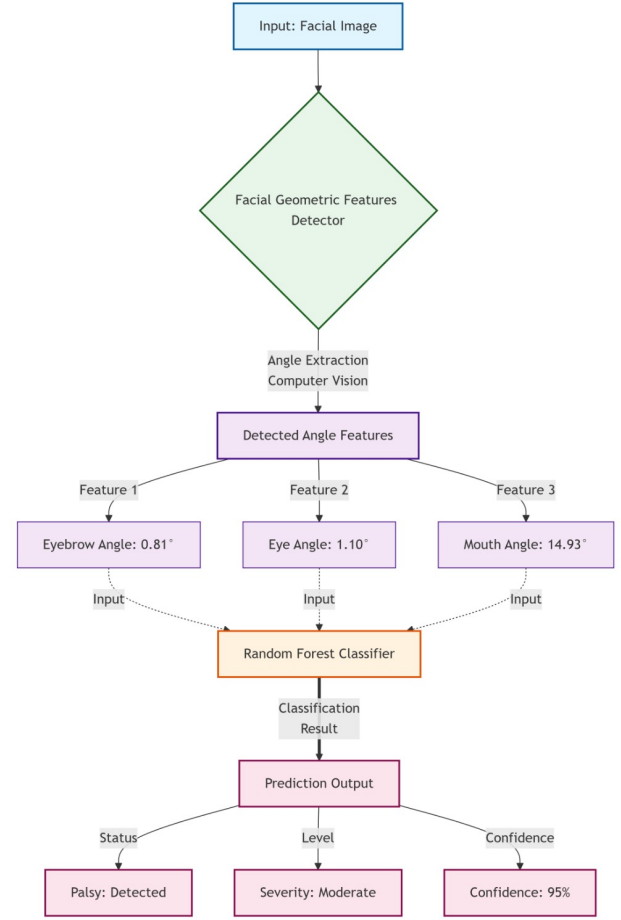 Input: Facial Image
Facial Geometric Features
Detector
Angle Extraction
Computer Vision
Detected Angle Features
Feature 1
Feature 2
Feature 3
Eyebrow Angle: 0.81°
Eye Angle: 1.10°
Mouth Angle: 14.93°
Input
Input
Input
Random Forest Classifier
Classification
Result
Prediction Output
Status
Level
Confidence
Palsy: Detected
Severity: Moderate
Confidence: 95%